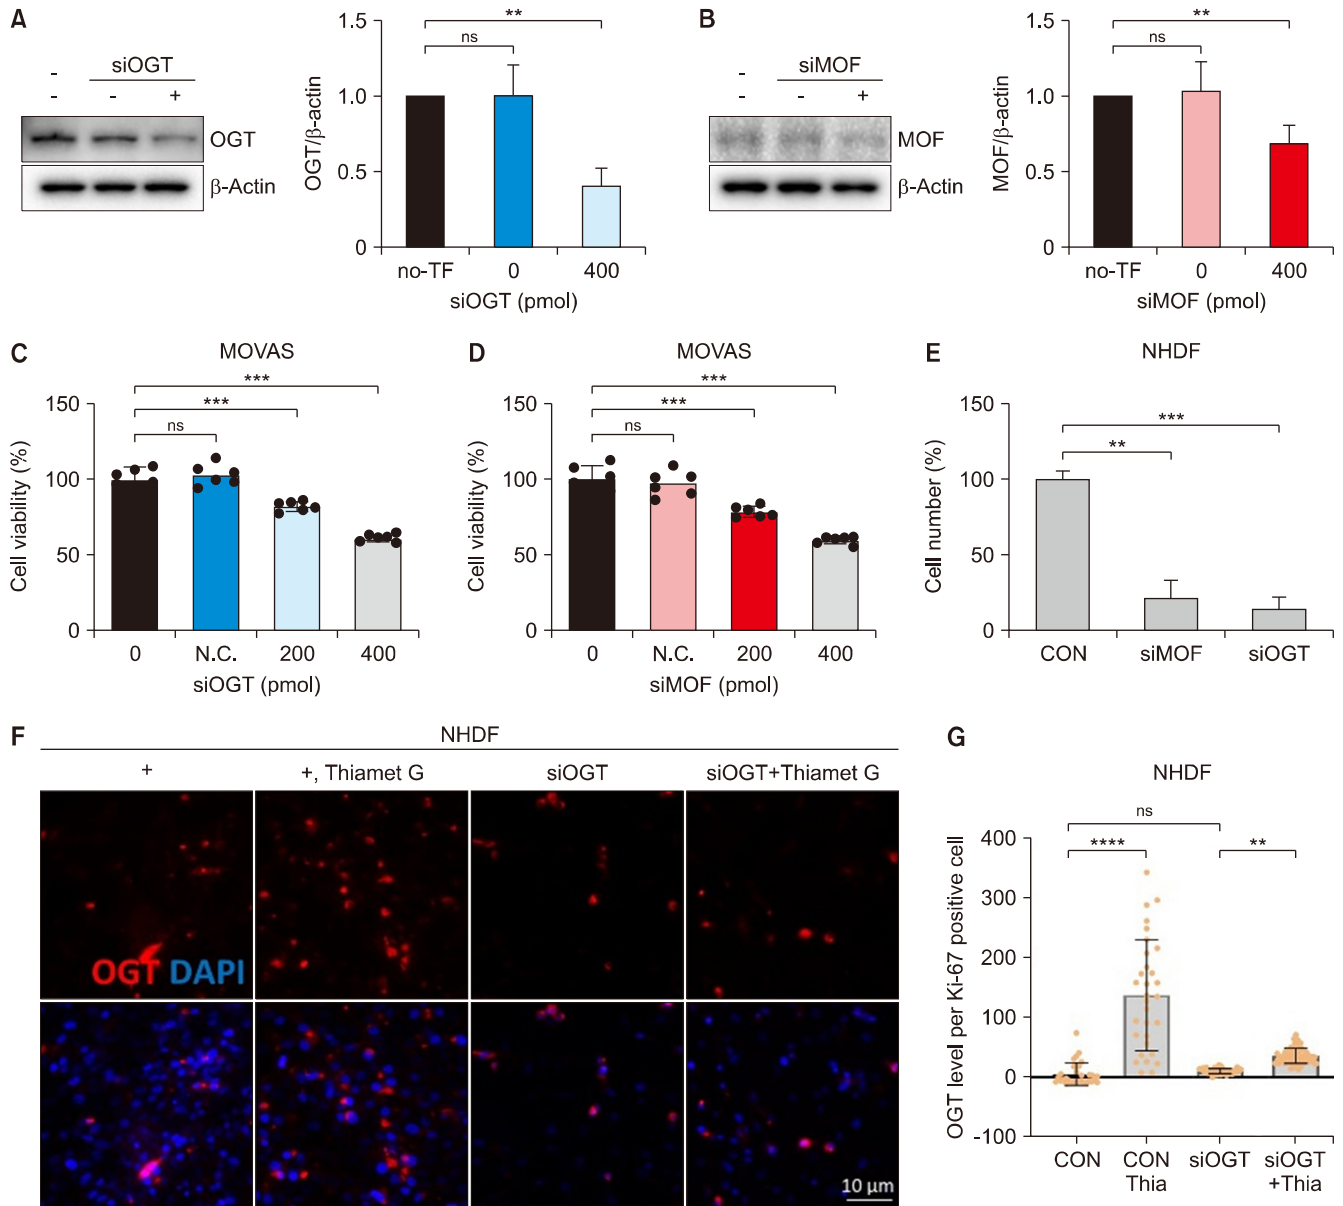 A
siOGT
-
- - +
OGT
β-Actin
OGT/β-actin
1.5
1.0
0.5
0
**
ns
no-TF 0 400
siOGT (pmol)
B
siMOF
-
- - +
MOF
β-Actin
MOF/β-actin
1.5
1.0
0.5
0
**
ns
no-TF 0 400
siMOF (pmol)
C
MOVAS
Cell viability (%)
150
100
50
0
***
***
ns
0 N.C. 200 400
siOGT (pmol)
D
MOVAS
Cell viability (%)
150
100
50
0
***
***
ns
0 N.C. 200 400
siMOF (pmol)
E
NHDF
Cell number (%)
150
100
50
0
***
**
CON siMOF siOGT
F
NHDF
+ +, Thiamet G siOGT siOGT+Thiamet G
OGT DAPI
10 µm
G
NHDF
OGT level per Ki-67 positive cell
400
300
200
100
0
-100
ns
**** **
CON CON siOGT siOGT
Thia +Thia